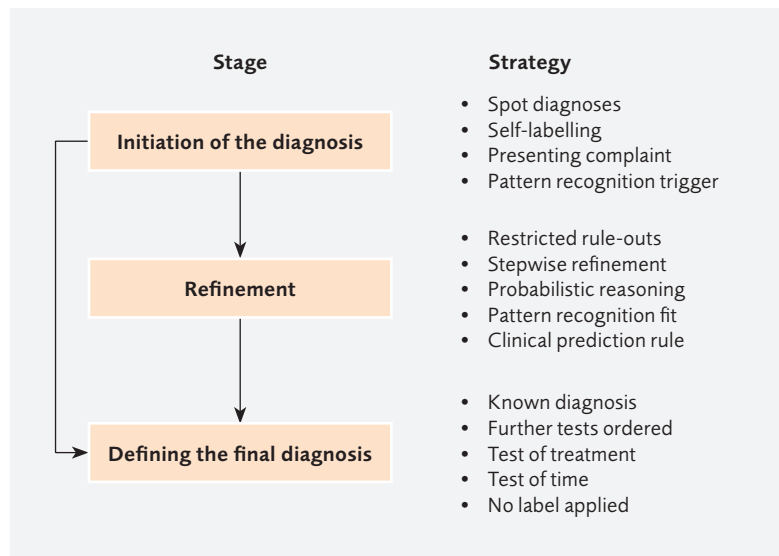 Stage
Strategy
Initiation of the diagnosis
• Spot diagnoses
• Self-labelling
• Presenting complaint
• Pattern recognition trigger
Refinement
• Restricted rule-outs
• Stepwise refinement
• Probabilistic reasoning
• Pattern recognition fit
• Clinical prediction rule
Defining the final diagnosis
• Known diagnosis
• Further tests ordered
• Test of treatment
• Test of time
• No label applied